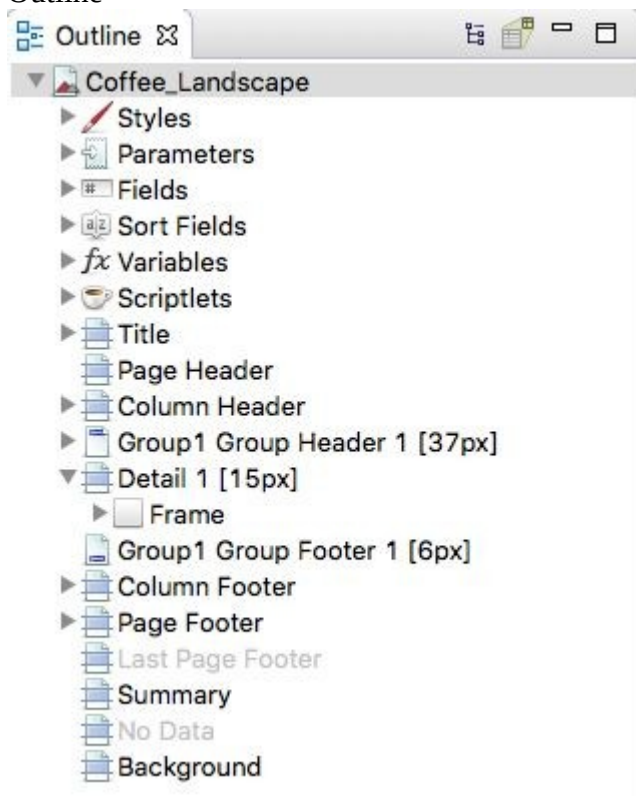 Outline
Outline
Coffee_Landscape
Styles
Parameters
# Fields
a z Sort Fields
fx Variables
Scriptlets
Title
Page Header
Column Header
Group1 Group Header 1 [37px]
Detail 1 [15px]
Frame
Group1 Group Footer 1 [6px]
Column Footer
Page Footer
Last Page Footer
Summary
No Data
Background